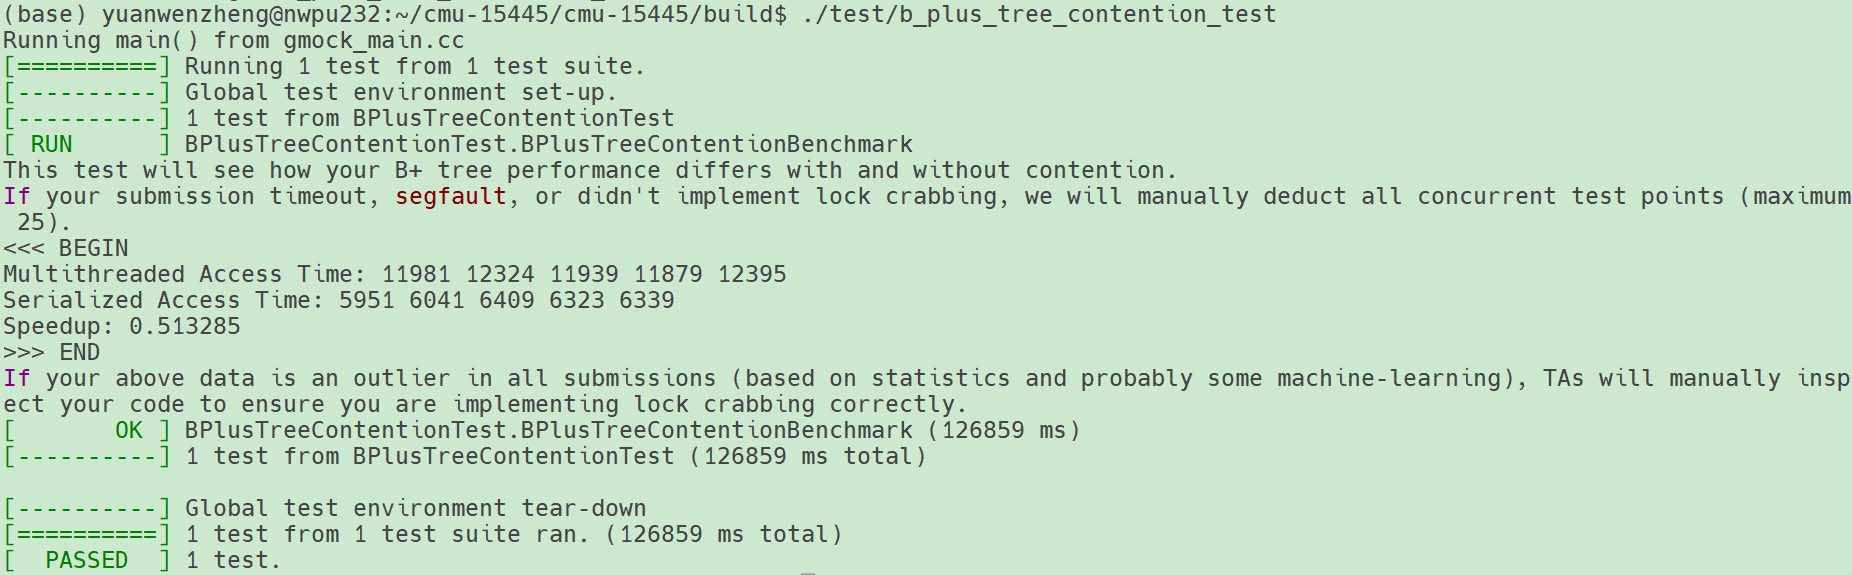 (base) yuanwenzheng@nwpu232:~/cmu-15445/cmu-15445/build$ ./test/b_plus_tree_contention_test
Running main() from gmock_main.cc
[==========] Running 1 test from 1 test suite.
[----------] Global test environment set-up.
[----------] 1 test from BPlusTreeContentionTest
[ RUN      ] BPlusTreeContentionTest.BPlusTreeContentionBenchmark
This test will see how your B+ tree performance differs with and without contention.
If your submission timeout, segfault, or didn't implement lock crabbing, we will manually deduct all concurrent test points (maximum
 25).
<<< BEGIN
Multithreaded Access Time: 11981 12324 11939 11879 12395
Serialized Access Time: 5951 6041 6409 6323 6339
Speedup: 0.513285
>>> END
If your above data is an outlier in all submissions (based on statistics and probably some machine-learning), TAs will manually insp
ect your code to ensure you are implementing lock crabbing correctly.
[       OK ] BPlusTreeContentionTest.BPlusTreeContentionBenchmark (126859 ms)
[----------] 1 test from BPlusTreeContentionTest (126859 ms total)

[----------] Global test environment tear-down
[==========] 1 test from 1 test suite ran. (126859 ms total)
[  PASSED  ] 1 test.